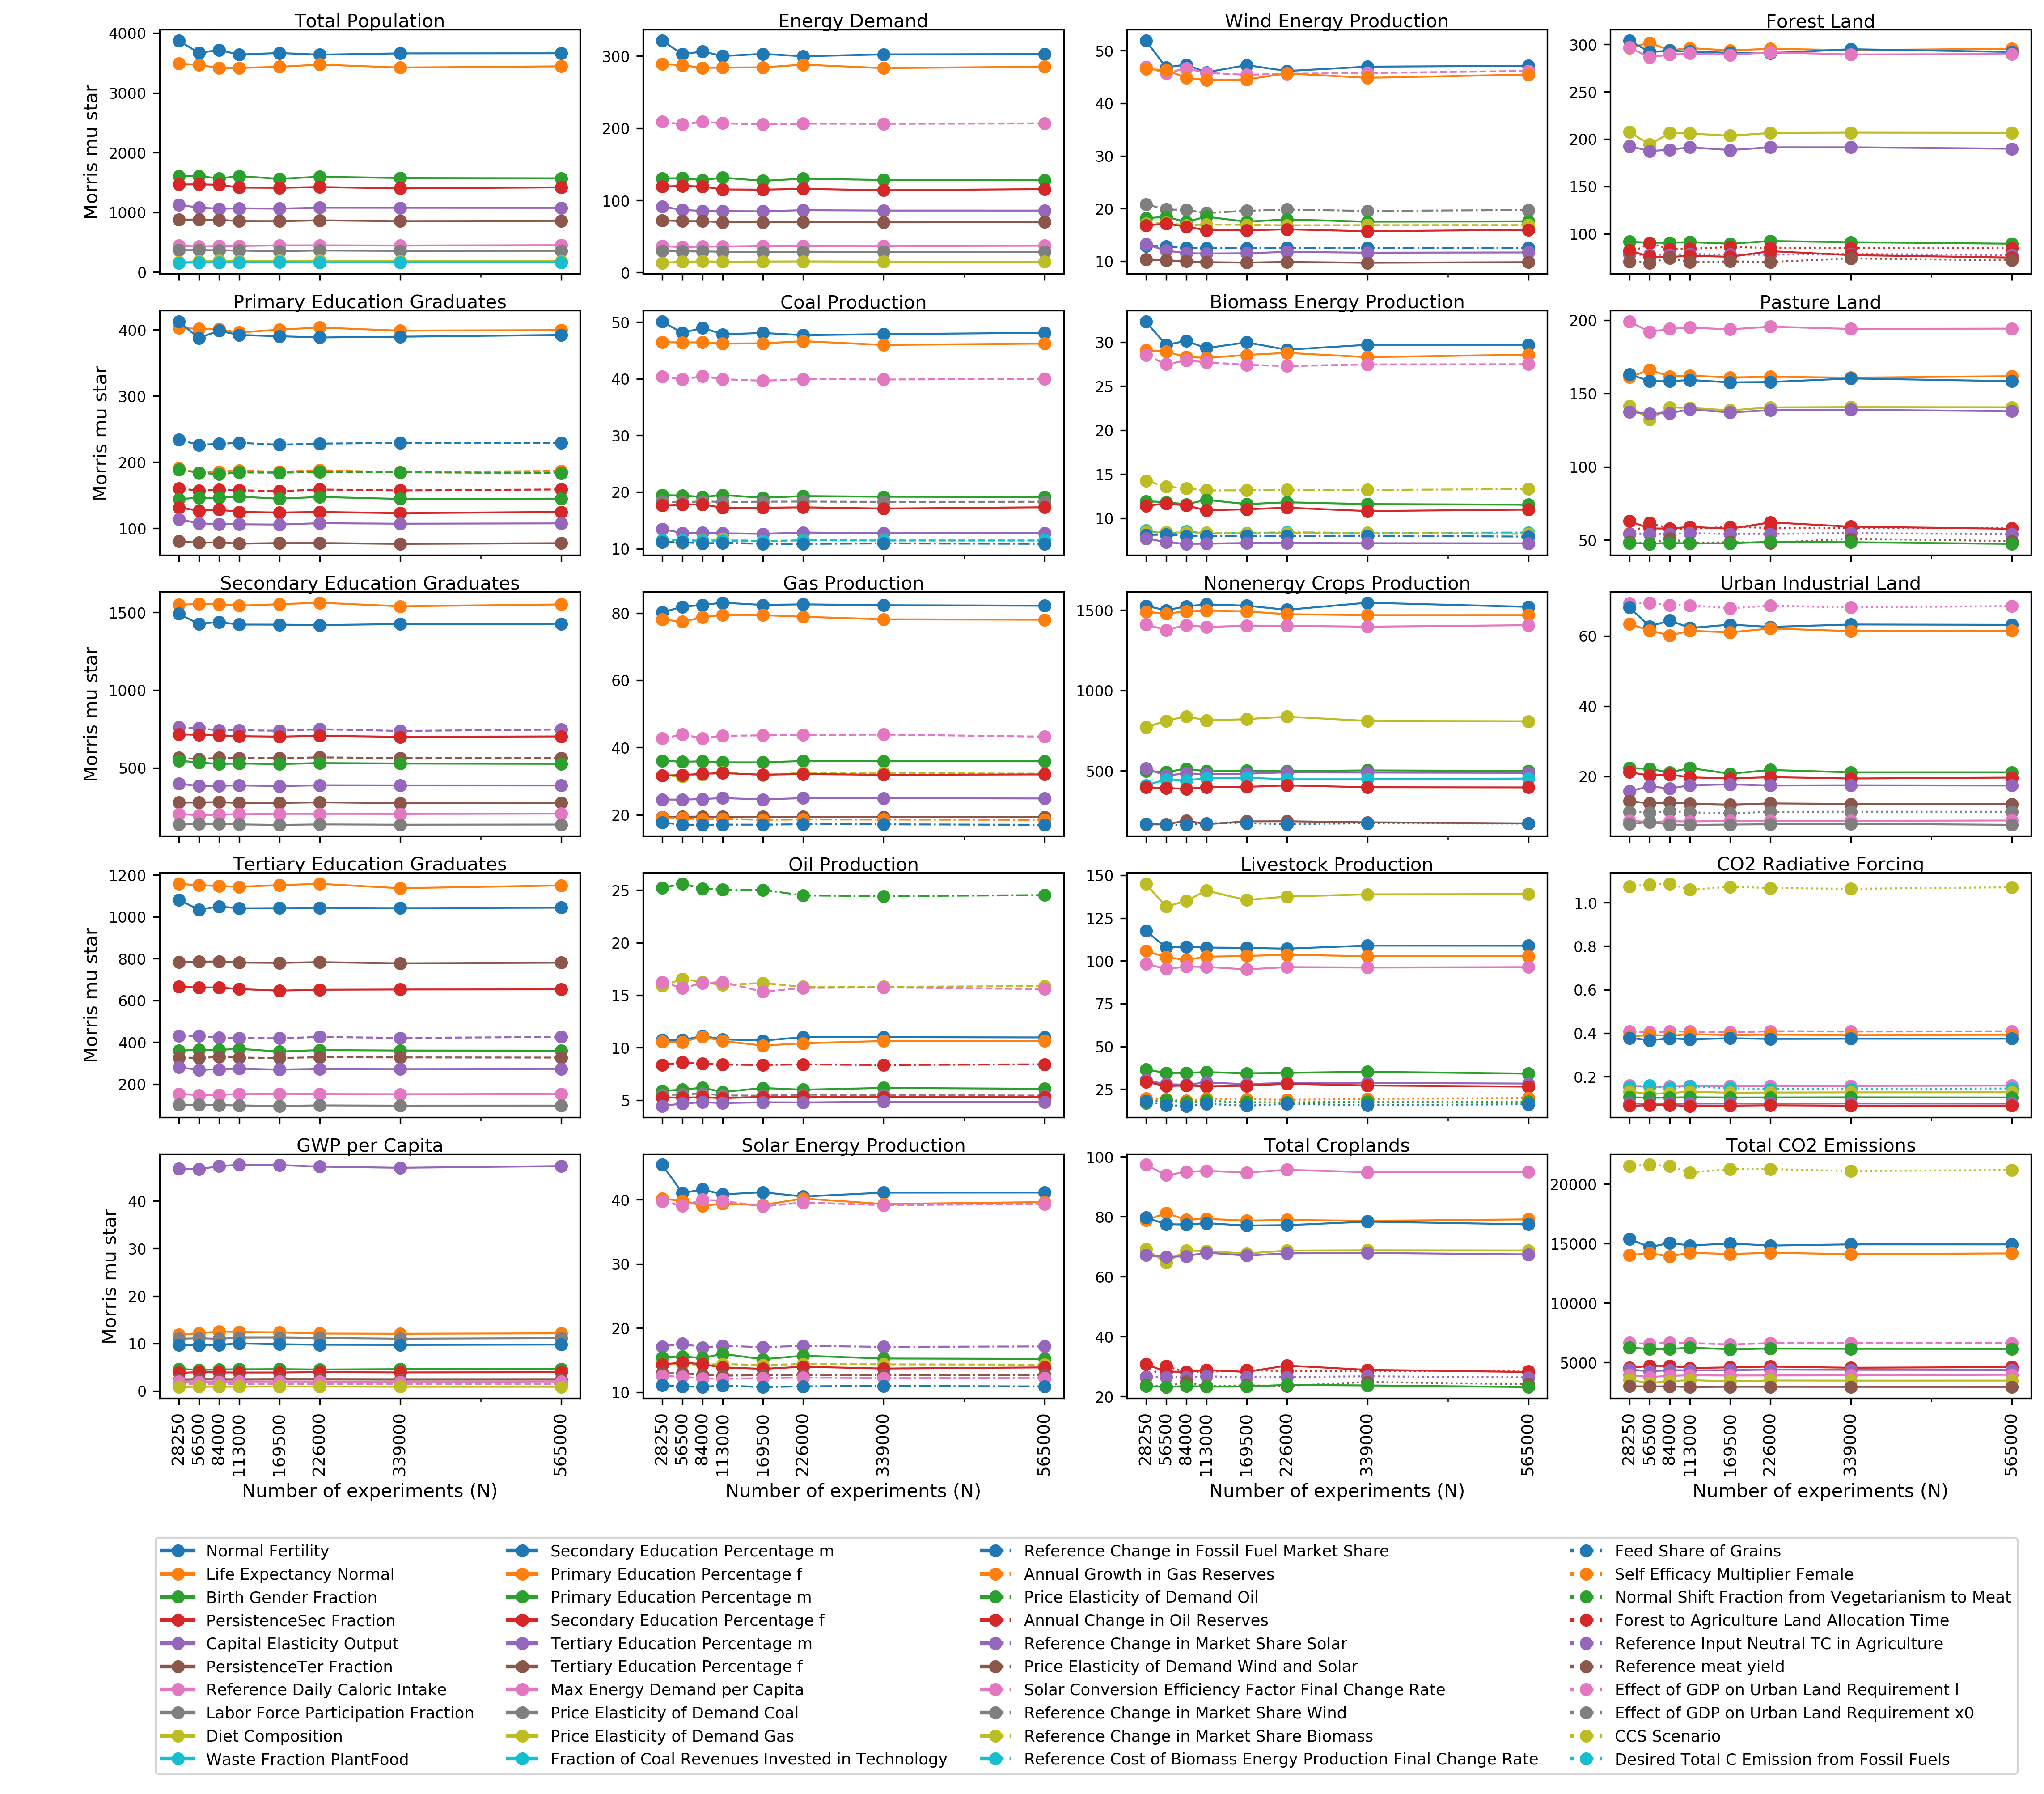 Total Population
Energy Demand
Wind Energy Production
Forest Land
Morris mu star
4000
3000
2000
1000
0
300
200
100
0
50
40
30
20
10
300
250
200
150
100
Primary Education Graduates
Coal Production
Biomass Energy Production
Pasture Land
Morris mu star
400
300
200
100
50
40
30
20
10
30
25
20
15
10
200
150
100
50
Secondary Education Graduates
Gas Production
Nonenergy Crops Production
Urban Industrial Land
Morris mu star
1500
1000
500
80
60
40
20
1500
1000
500
60
40
20
Tertiary Education Graduates
Oil Production
Livestock Production
CO2 Radiative Forcing
Morris mu star
1200
1000
800
600
400
200
25
20
15
10
5
150
125
100
75
50
25
1.0
0.8
0.6
0.4
0.2
GWP per Capita
Solar Energy Production
Total Croplands
Total CO2 Emissions
Morris mu star
40
30
20
10
0
40
30
20
10
100
80
60
40
20
20000
15000
10000
5000
28250 56500 84000 113000 169500 226000 339000 565000
28250 56500 84000 113000 169500 226000 339000 565000
28250 56500 84000 113000 169500 226000 339000 565000
28250 56500 84000 113000 169500 226000 339000 565000
Number of experiments (N)
Number of experiments (N)
Number of experiments (N)
Number of experiments (N)
Normal Fertility
Life Expectancy Normal
Birth Gender Fraction
PersistenceSec Fraction
Capital Elasticity Output
PersistenceTer Fraction
Reference Daily Caloric Intake
Labor Force Participation Fraction
Diet Composition
Waste Fraction PlantFood
Secondary Education Percentage m
Primary Education Percentage f
Primary Education Percentage m
Secondary Education Percentage f
Tertiary Education Percentage m
Tertiary Education Percentage f
Max Energy Demand per Capita
Price Elasticity of Demand Coal
Price Elasticity of Demand Gas
Fraction of Coal Revenues Invested in Technology
Reference Change in Fossil Fuel Market Share
Annual Growth in Gas Reserves
Price Elasticity of Demand Oil
Annual Change in Oil Reserves
Reference Change in Market Share Solar
Price Elasticity of Demand Wind and Solar
Solar Conversion Efficiency Factor Final Change Rate
Reference Change in Market Share Wind
Reference Change in Market Share Biomass
Reference Cost of Biomass Energy Production Final Change Rate
Feed Share of Grains
Self Efficacy Multiplier Female
Normal Shift Fraction from Vegetarianism to Meat
Forest to Agriculture Land Allocation Time
Reference Input Neutral TC in Agriculture
Reference meat yield
Effect of GDP on Urban Land Requirement l
Effect of GDP on Urban Land Requirement x0
CCS Scenario
Desired Total C Emission from Fossil Fuels